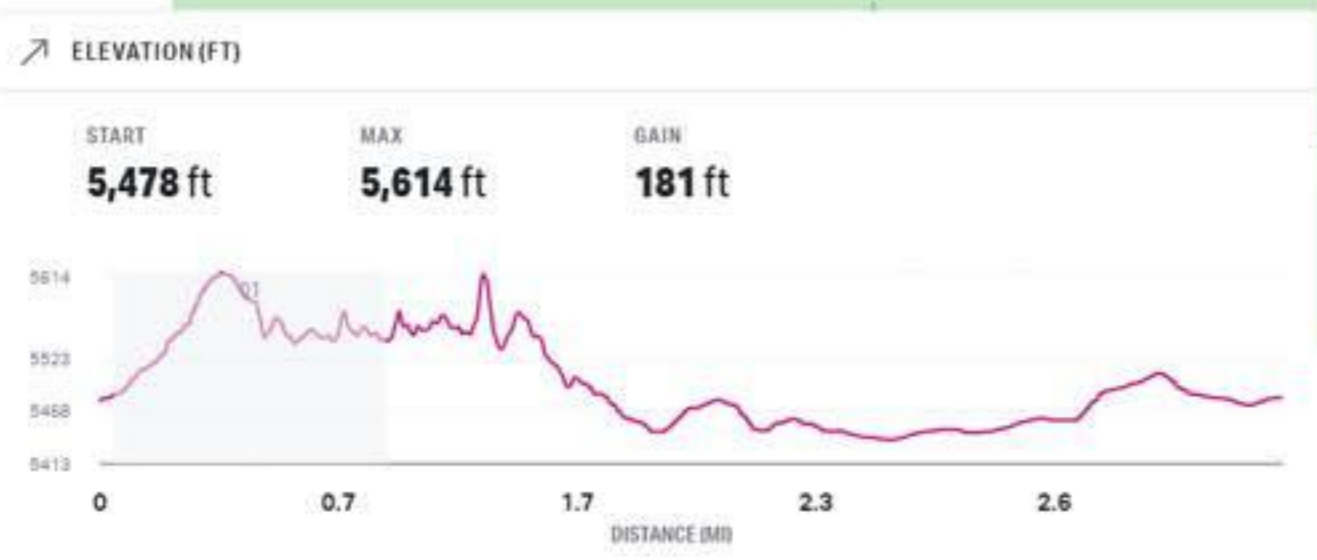 ELEVATION (FT)
START MAX GAIN
5,478 ft 5,614 ft 181 ft
5614
5523
5468
5413
0 0.7 1.7 2.3 2.6
DISTANCE (MI)